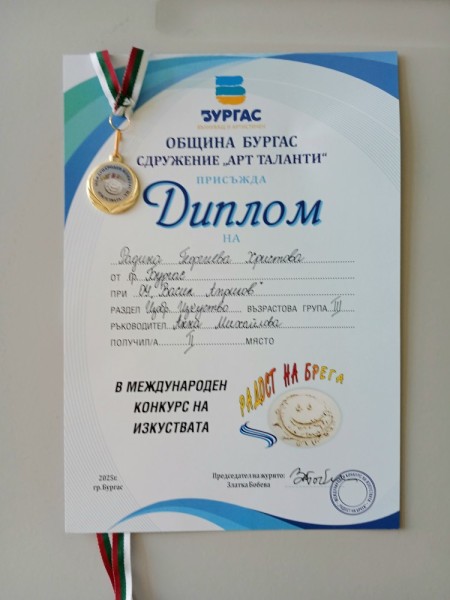 БУРГАС
ОБЩИНА БУРГАС
СДРУЖЕНИЕ „АРТ ТАЛАНТИ"
ПРИСЪЖДА
Диплом
НА
Радина Георгиева Христова
ОТ гр. Бургас
ПРИ ОУ „Васил Априлов"
РАЗДЕЛ Изоб. Изкуство ВЪЗРАСТОВА ГРУПА III
РЪКОВОДИТЕЛ Анна Михайлова
ПОЛУЧИЛ/А II МЯСТО
В МЕЖДУНАРОДЕН
КОНКУРС НА
ИЗКУСТВАТА
РАДОСТ НА БРЕГА
2025г
гр. Бургас
Председател на журито:
Златка Бобева